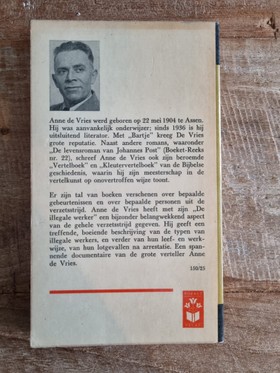 Anne de Vries werd geboren op 22 mei 1904 te Assen.
Hij was aanvankelijk onderwijzer; sinds 1936 is hij
uitsluitend literator. Met „Bartje” kreeg De Vries
grote reputatie. Naast andere romans, waaronder
„De levensroman van Johannes Post” (Boeket-Reeks
nr. 22), schreef Anne de Vries ook zijn beroemde
„Vertelboek” en „Kleutervertelboek” van de Bijbelse
geschiedenis, waarin hij zijn meesterschap in de
vertelkunst op onovertroffen wijze toont.
Er zijn tal van boeken verschenen over bepaalde
gebeurtenissen en over bepaalde personen uit de
verzetsstrijd. Anne de Vries heeft met zijn „De
illegale werker” een bijzonder belangwekkend aspect
van de gehele verzetsstrijd gegeven. Hij geeft een
treffende, boeiende beschrijving van de typen van
illegale werkers, en verder van hun leef- en werk-
wijze, van hun lotgevallen na arrestatie. Een span-
nende documentaire van de grote verteller Anne
de Vries.